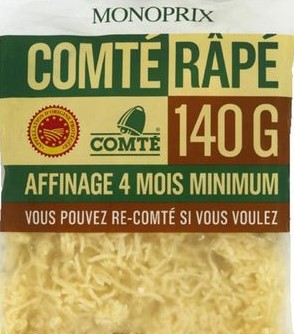 MONOPRIX
COMTÉ RÂPÉ
COMTÉ
140 G
AFFINAGE 4 MOIS MINIMUM
VOUS POUVEZ RE-COMTÉ SI VOUS VOULEZ